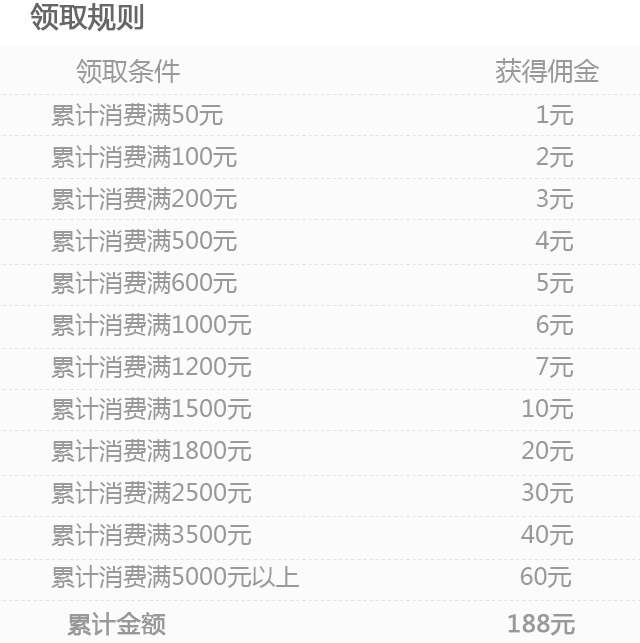 领取规则
领取条件 获得佣金
累计消费满50元 1元
累计消费满100元 2元
累计消费满200元 3元
累计消费满500元 4元
累计消费满600元 5元
累计消费满1000元 6元
累计消费满1200元 7元
累计消费满1500元 10元
累计消费满1800元 20元
累计消费满2500元 30元
累计消费满3500元 40元
累计消费满5000元以上 60元
累计金额 188元